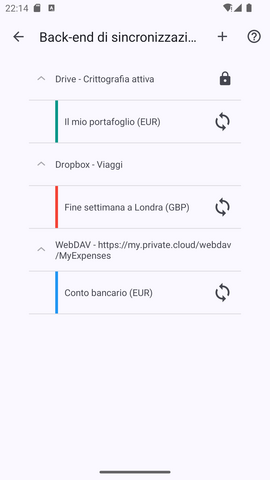 22:14
Back-end di sincronizzazi...
Drive - Crittografia attiva
Il mio portafoglio (EUR)
Dropbox - Viaggi
Fine settimana a Londra (GBP)
WebDAV - https://my.private.cloud/webdav
/MyExpenses
Conto bancario (EUR)